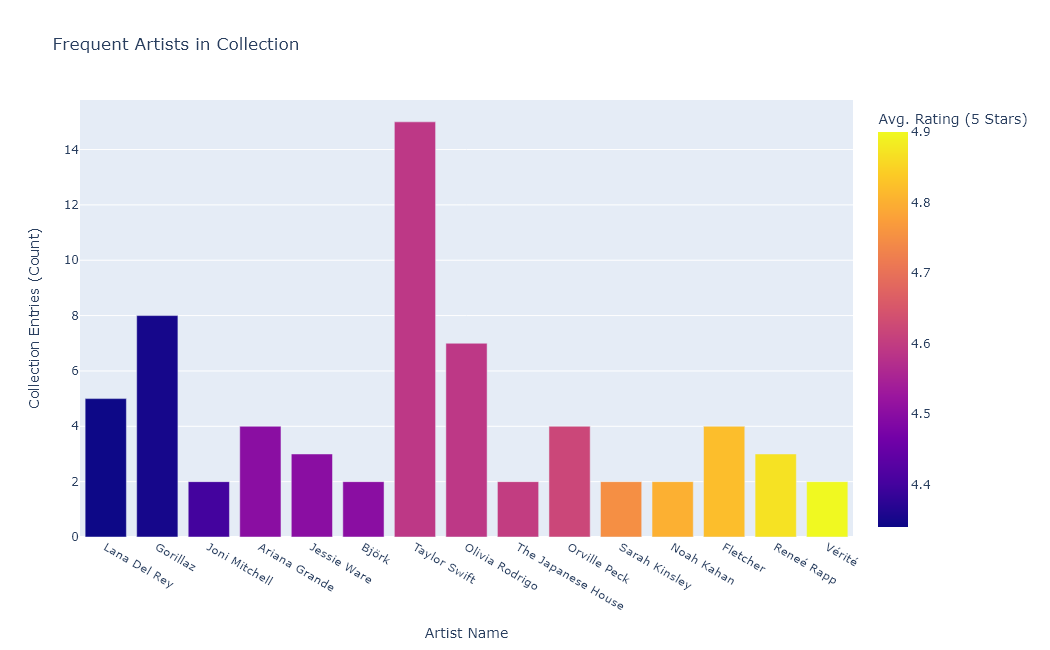 Frequent Artists in Collection
Avg. Rating (5 Stars)
4.9
4.8
4.7
4.6
4.5
4.4
Collection Entries (Count)
14
12
10
8
6
4
2
0
Lana Del Rey
Gorillaz
Joni Mitchell
Ariana Grande
Jessie Ware
Björk
Taylor Swift
Olivia Rodrigo
The Japanese House
Orville Peck
Sarah Kinsley
Noah Kahan
Fletcher
Reneé Rapp
Vérité
Artist Name